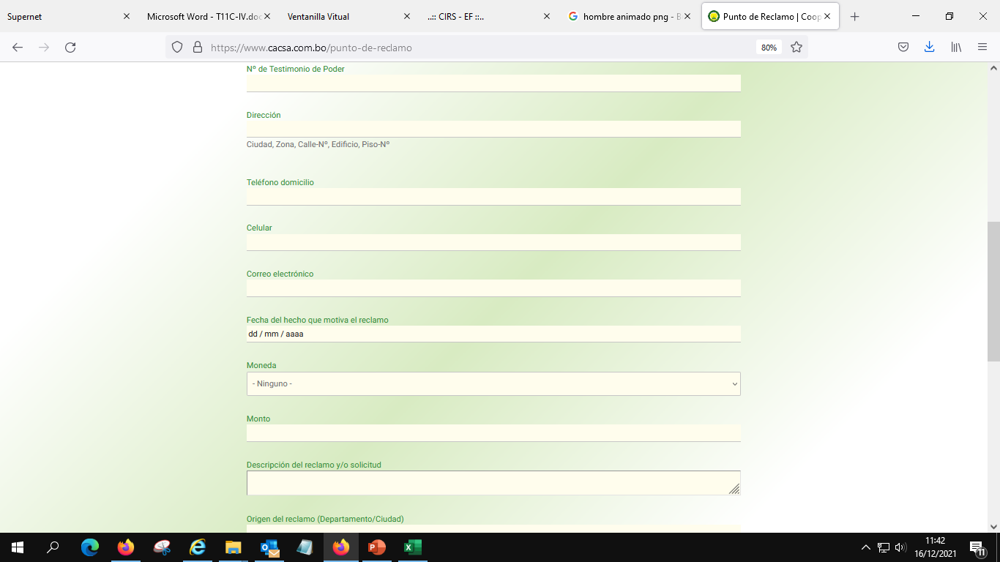 Supernet
Microsoft Word - T11C-IV.doc
Ventanilla Vitual
..:: CIRS - EF ::..
hombre animado png - B
Punto de Reclamo | Coop
https://www.cacsa.com.bo/punto-de-reclamo
80%
Nº de Testimonio de Poder
Dirección
Ciudad, Zona, Calle-Nº, Edificio, Piso-Nº
Teléfono domicilio
Celular
Correo electrónico
Fecha del hecho que motiva el reclamo
dd / mm / aaaa
Moneda
- Ninguno -
Monto
Descripción del reclamo y/o solicitud
Origen del reclamo (Departamento/Ciudad)
11:42
16/12/2021
11